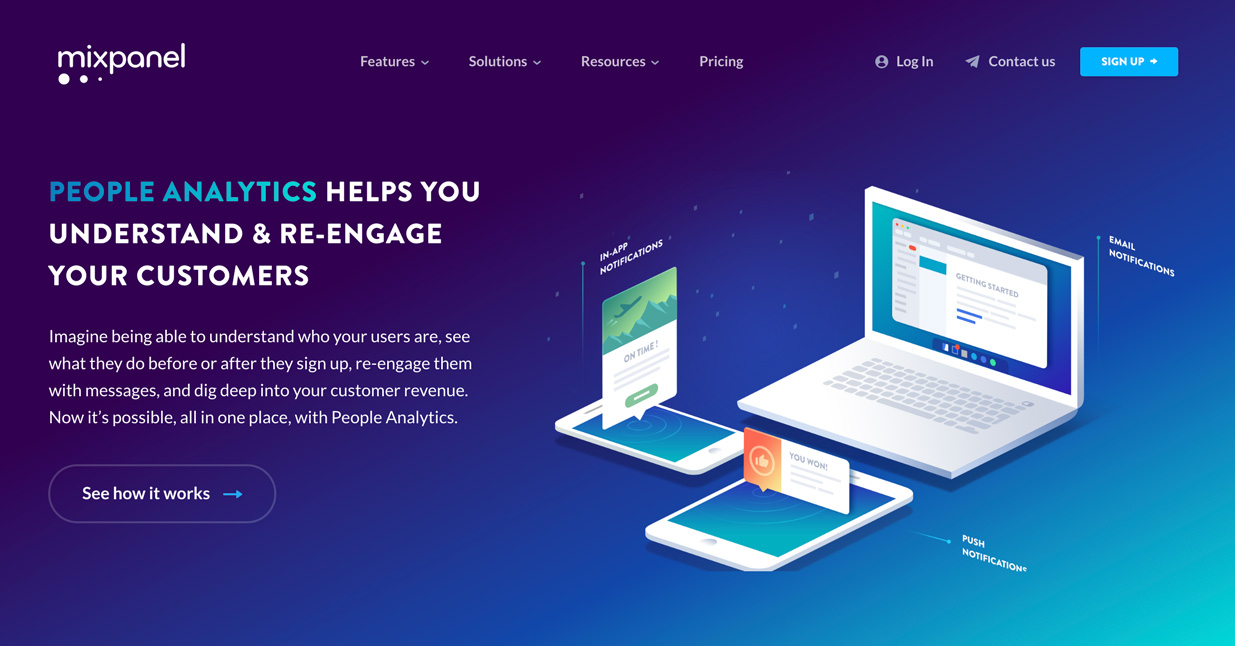 mixpanel
Features
Solutions
Resources
Pricing
Log In
Contact us
SIGN UP
PEOPLE ANALYTICS HELPS YOU
UNDERSTAND & RE-ENGAGE
YOUR CUSTOMERS
Imagine being able to understand who your users are, see
what they do before or after they sign up, re-engage them
with messages, and dig deep into your customer revenue.
Now it's possible, all in one place, with People Analytics.
See how it works
IN-APP
NOTIFICATIONS
ON TIME!
GETTING STARTED
EMAIL
NOTIFICATIONS
YOU WON!
PUSH
NOTIFICATIONS